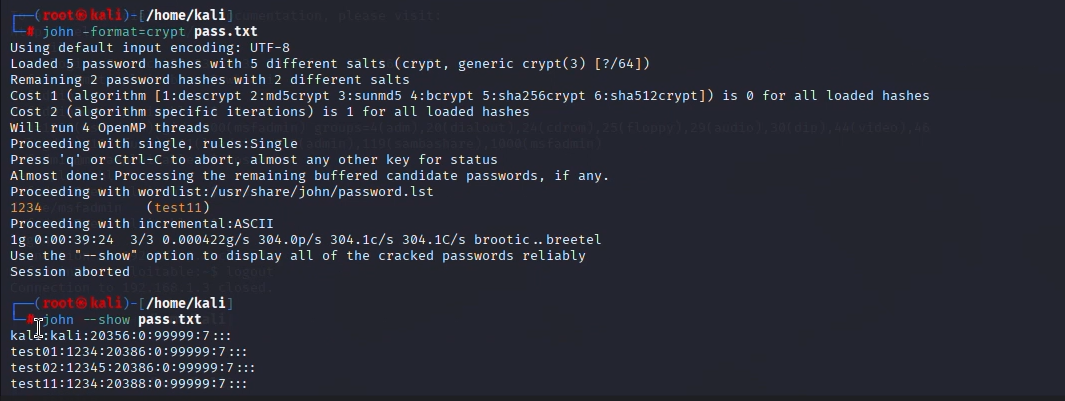 ┌──(root㉿kali)-[/home/kali]
└─# john -format=crypt pass.txt
Using default input encoding: UTF-8
Loaded 5 password hashes with 5 different salts (crypt, generic crypt(3) [?/64])
Remaining 2 password hashes with 2 different salts
Cost 1 (algorithm [1:descrypt 2:md5crypt 3:sunmd5 4:bcrypt 5:sha256crypt 6:sha512crypt]) is 0 for all loaded hashes
Cost 2 (algorithm specific iterations) is 1 for all loaded hashes
Will run 4 OpenMP threads
Proceeding with single, rules:Single
Press 'q' or Ctrl-C to abort, almost any other key for status
Almost done: Processing the remaining buffered candidate passwords, if any.
Proceeding with wordlist:/usr/share/john/password.lst
1234             (test11)
Proceeding with incremental:ASCII
1g 0:00:39:24  3/3 0.000422g/s 304.0p/s 304.1c/s 304.1C/s brootic..breetel
Use the "--show" option to display all of the cracked passwords reliably
Session aborted
┌──(root㉿kali)-[/home/kali]
└─# john --show pass.txt
kali:kali:20356:0:99999:7:::
test01:1234:20386:0:99999:7:::
test02:12345:20386:0:99999:7:::
test11:1234:20388:0:99999:7:::